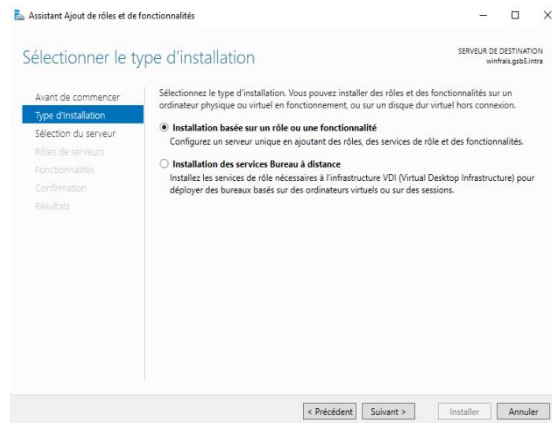 Assistant Ajout de rôles et de fonctionnalités
Sélectionner le type d'installation
SERVEUR DE DESTINATION
winfrais.gsb5.intra
Avant de commencer
Type d'installation
Sélection du serveur
Rôles de serveurs
Fonctionnalités
Confirmation
Résultats
Sélectionnez le type d'installation. Vous pouvez installer des rôles et des fonctionnalités sur un
ordinateur physique ou virtuel en fonctionnement, ou sur un disque dur virtuel hors connexion.
Installation basée sur un rôle ou une fonctionnalité
Configurez un serveur unique en ajoutant des rôles, des services de rôle et des fonctionnalités.
Installation des services Bureau à distance
Installez les services de rôle nécessaires à l'infrastructure VDI (Virtual Desktop Infrastructure) pour
déployer des bureaux basés sur des ordinateurs virtuels ou sur des sessions.
< Précédent Suivant > Installer Annuler